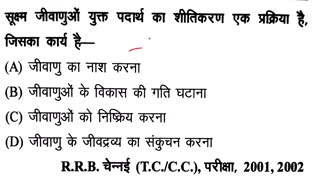 सूक्ष्म जीवाणुओं युक्त पदार्थ का शीतिकरण एक प्रक्रिया है,
जिसका कार्य है—
(A) जीवाणु का नाश करना
(B) जीवाणुओं के विकास की गति घटाना
(C) जीवाणुओं को निष्क्रिय करना
(D) जीवाणु के जीवद्रव्य का संकुचन करना
R.R.B. चेन्नई (T.C./C.C.), परीक्षा, 2001, 2002